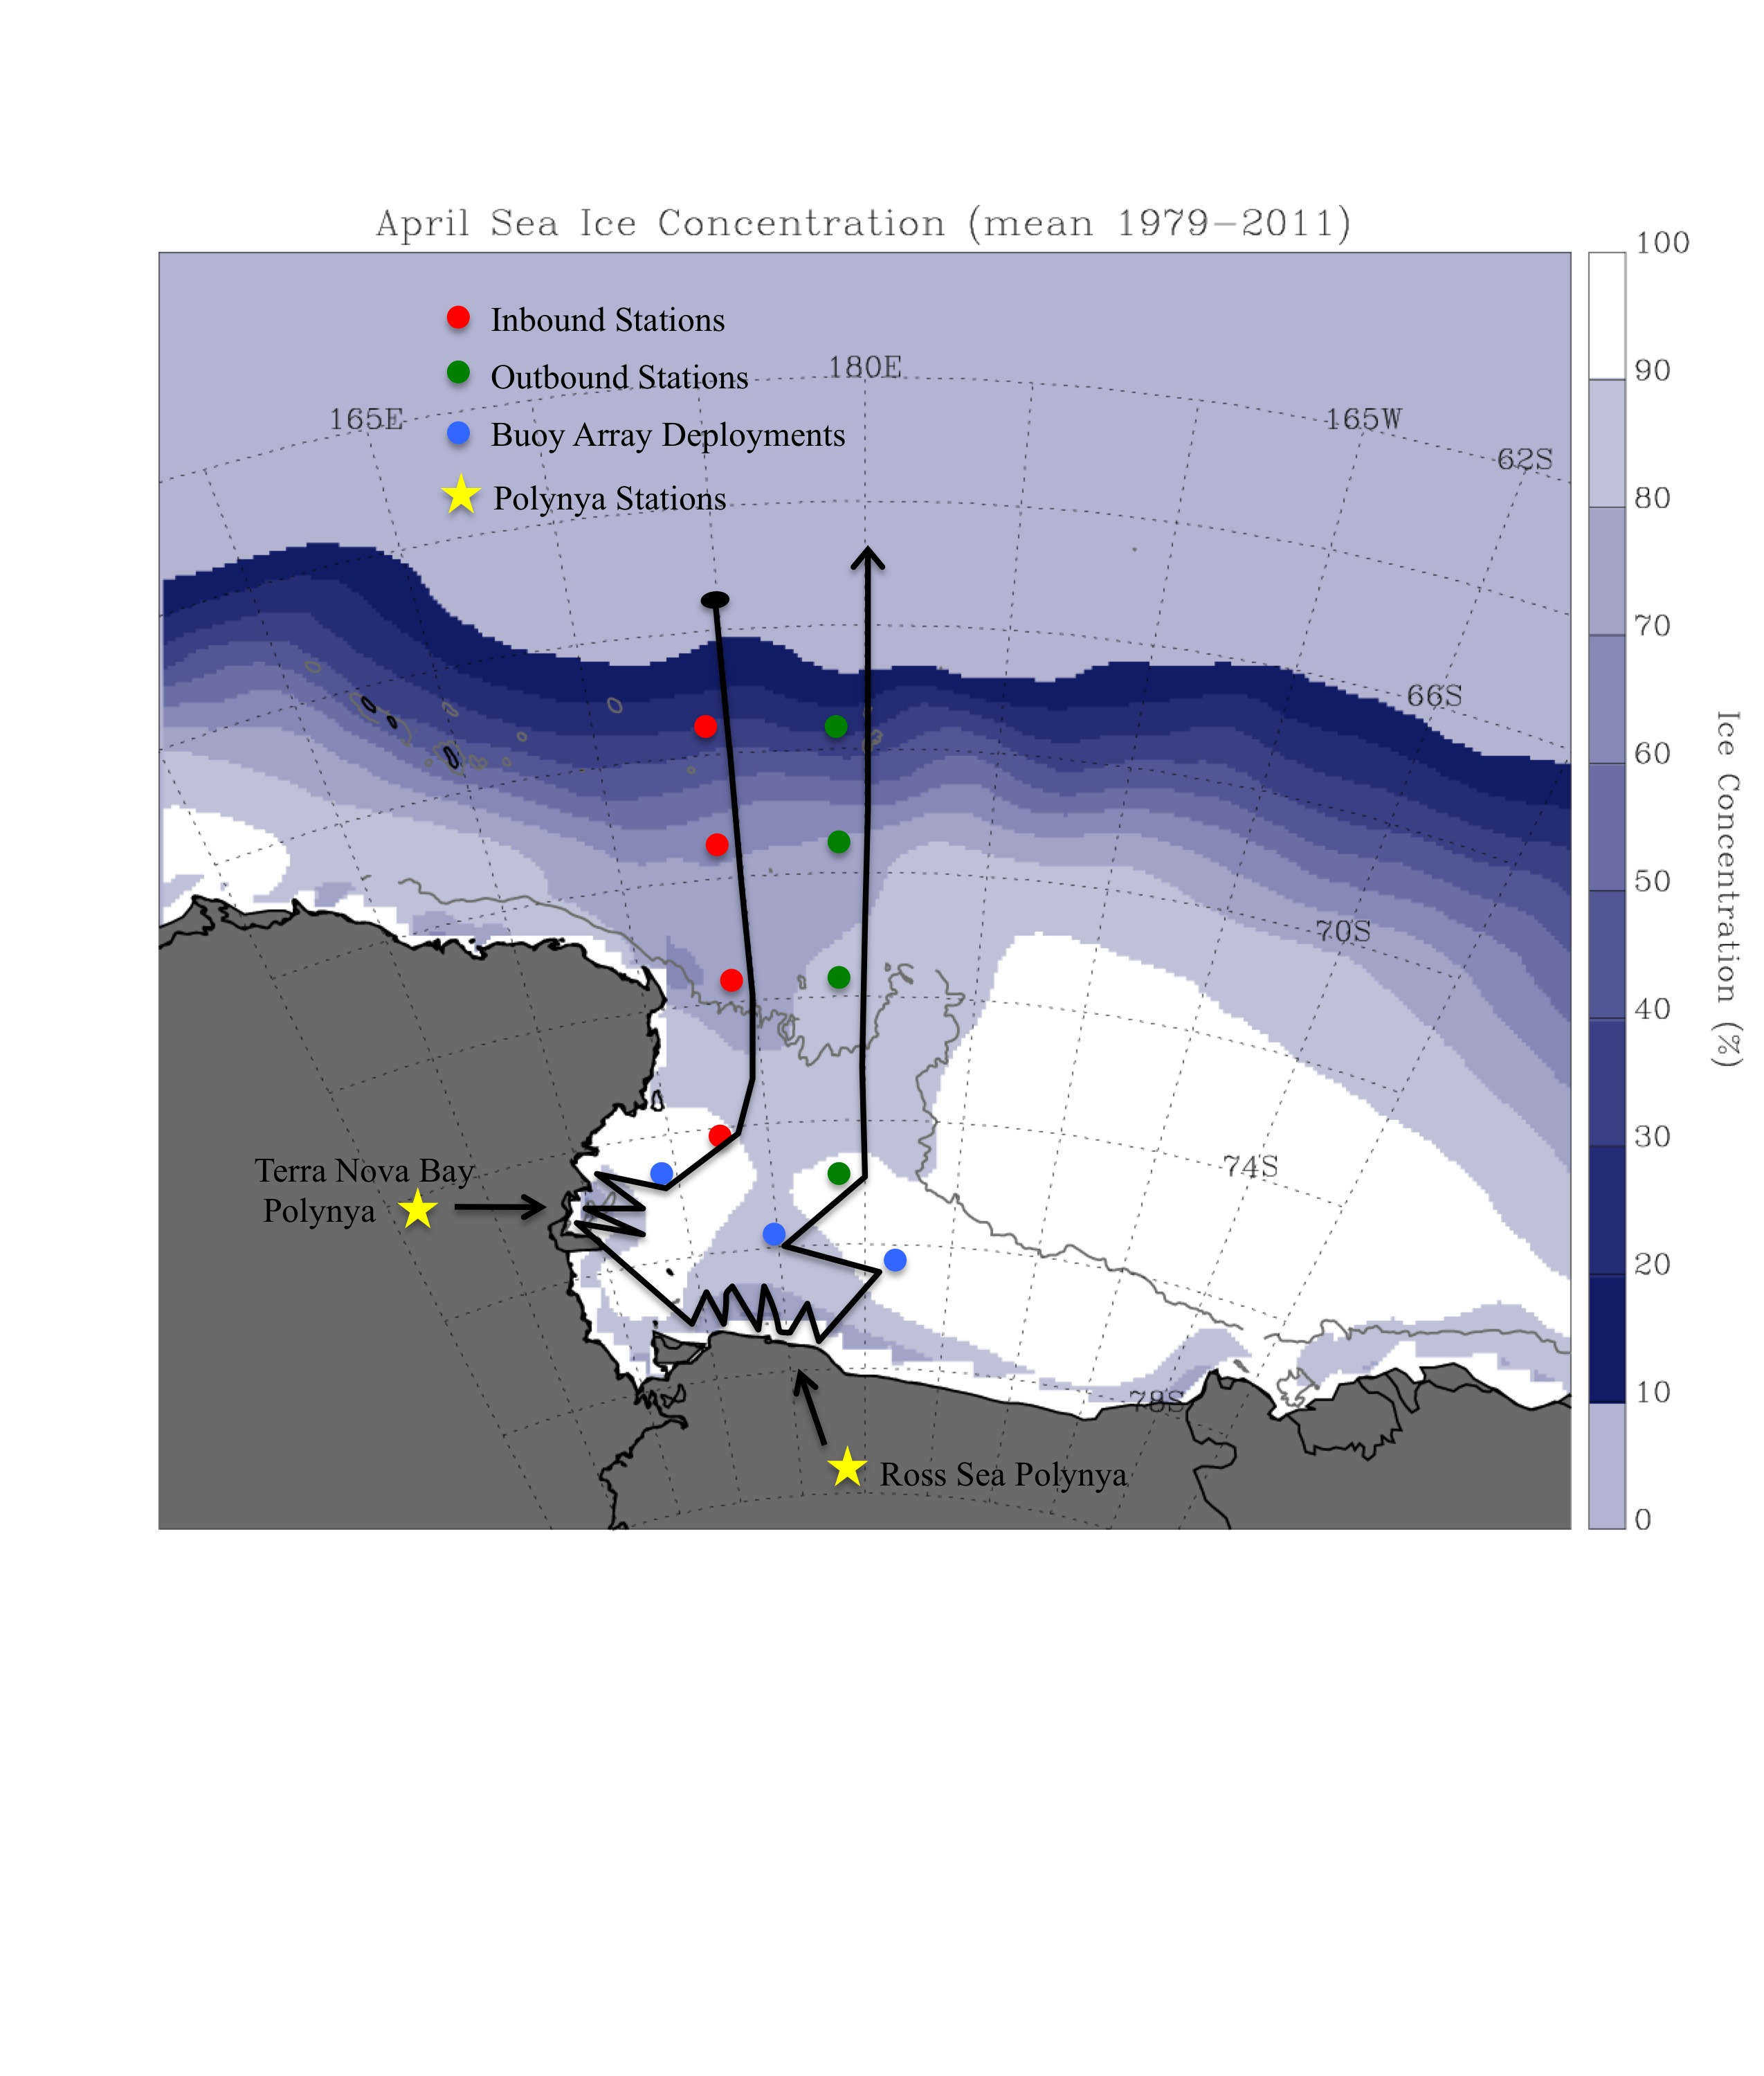 April Sea Ice Concentration (mean 1979-2011)
Inbound Stations
Outbound Stations
Buoy Array Deployments
Polynya Stations
180E
165E
165W
62S
66S
70S
74S
78S
Terra Nova Bay
Polynya
Ross Sea Polynya
100
90
80
70
60
50
40
30
20
10
0
Ice Concentration (%)